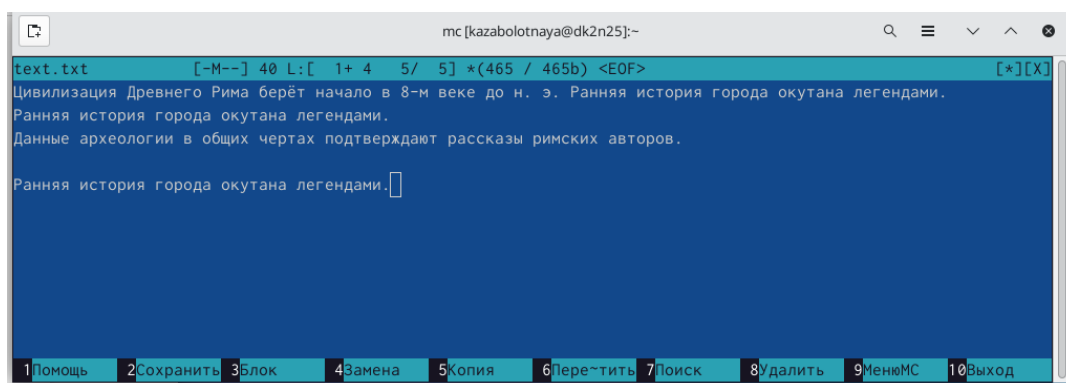 mc [kazabolotnaya@dk2n25]:~
text.txt [-M--] 40 L:[ 1+ 4 5/ 5] *(465 / 465b) <EOF> [*][X]
Цивилизация Древнего Рима берёт начало в 8-м веке до н. э. Ранняя история города окутана легендами.
Ранняя история города окутана легендами.
Данные археологии в общих чертах подтверждают рассказы римских авторов.
Ранняя история города окутана легендами.
1Помощь 2Сохранить 3Блок 4Замена 5Копия 6Пере~тить 7Поиск 8Удалить 9МенюМС 10Выход